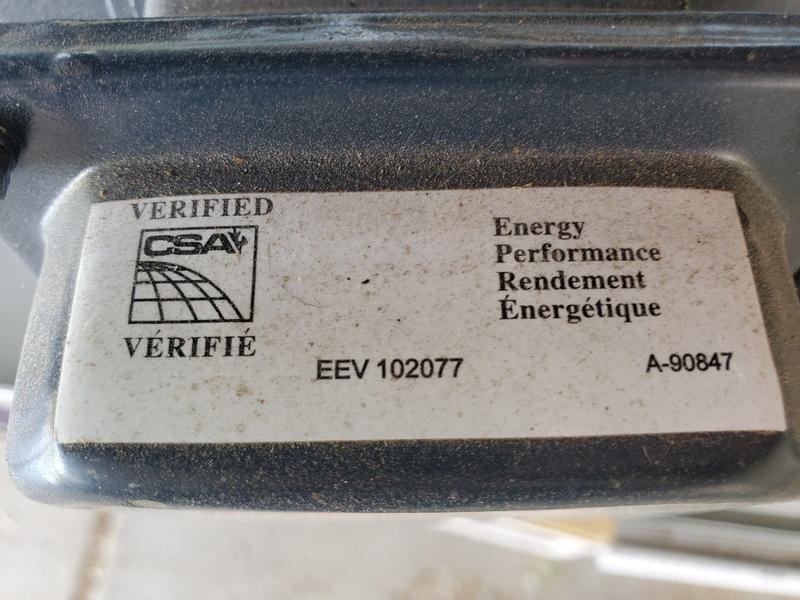 VERIFIED
CSA
VÉRIFIÉ
Energy
Performance
Rendement
Énergétique
EEV 102077
A-90847